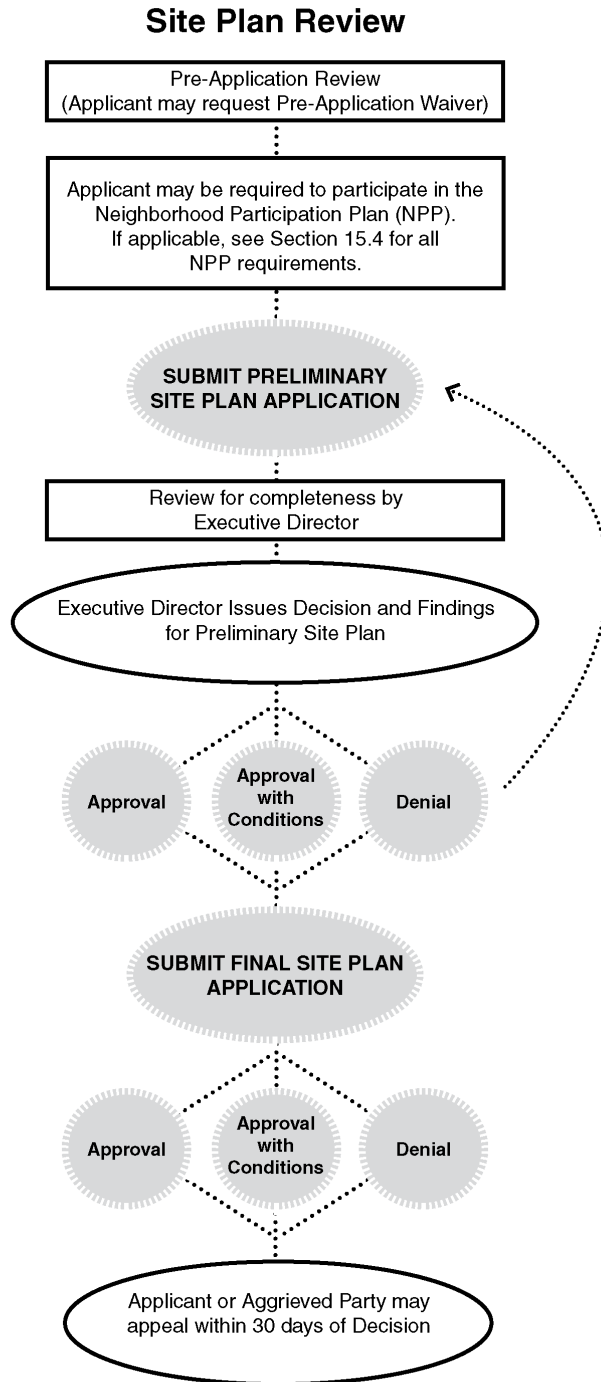 Site Plan Review
Pre-Application Review
(Applicant may request Pre-Application Waiver)
Applicant may be required to participate in the
Neighborhood Participation Plan (NPP).
If applicable, see Section 15.4 for all
NPP requirements.
SUBMIT PRELIMINARY
SITE PLAN APPLICATION
Review for completeness by
Executive Director
Executive Director Issues Decision and Findings
for Preliminary Site Plan
Approval
Approval
with
Conditions
Denial
SUBMIT FINAL SITE PLAN
APPLICATION
Approval
Approval
with
Conditions
Denial
Applicant or Aggrieved Party may
appeal within 30 days of Decision